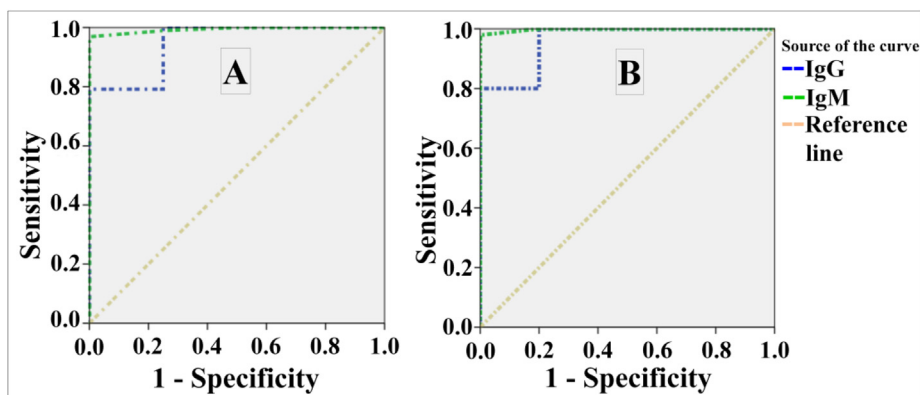 A
Sensitivity
1.0
0.8
0.6
0.4
0.2
0.0
0.0 0.2 0.4 0.6 0.8 1.0
1 - Specificity
B
Sensitivity
1.0
0.8
0.6
0.4
0.2
0.0
0.0 0.2 0.4 0.6 0.8 1.0
1 - Specificity
Source of the curve
IgG
IgM
Reference
line